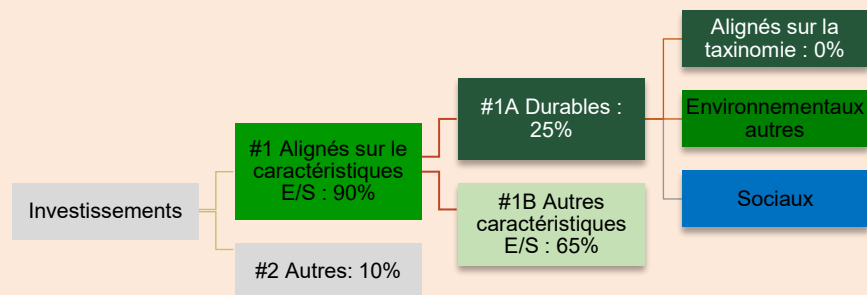 Investissements
#1 Alignés sur le
caractéristiques
E/S : 90%
#2 Autres: 10%
#1A Durables :
25%
#1B Autres
caractéristiques
E/S : 65%
Alignés sur la
taxinomie : 0%
Environnementaux
autres
Sociaux